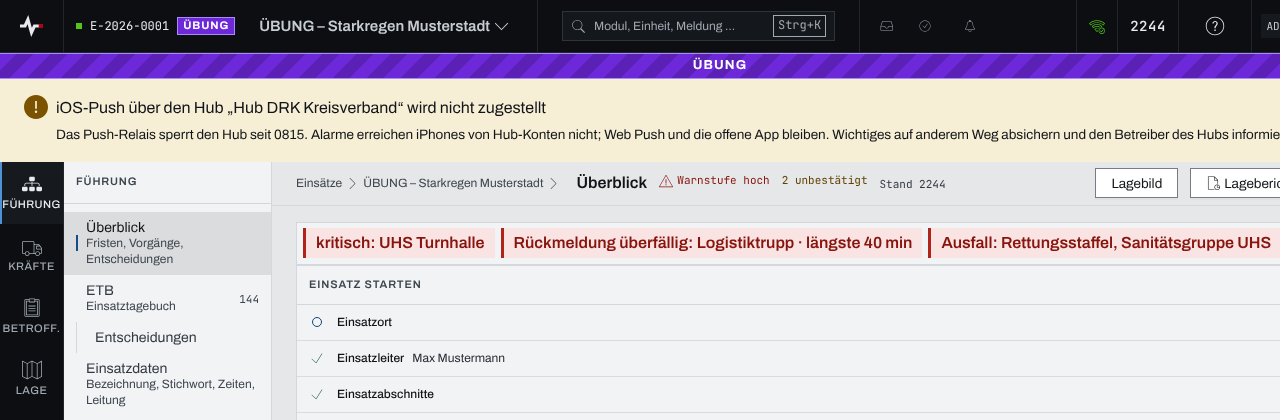 E-2026-0001 ÜBUNG ÜBUNG – Starkregen Musterstadt Modul, Einheit, Meldung ... Strg+K 2244 ? AD
ÜBUNG
! iOS-Push über den Hub „Hub DRK Kreisverband“ wird nicht zugestellt
Das Push-Relais sperrt den Hub seit 0815. Alarme erreichen iPhones von Hub-Konten nicht; Web Push und die offene App bleiben. Wichtiges auf anderem Weg absichern und den Betreiber des Hubs informie
FÜHRUNG
KRÄFTE
BETROFF.
LAGE
FÜHRUNG
Überblick
Fristen, Vorgänge,
Entscheidungen
ETB
Einsatztagebuch 144
Entscheidungen
Einsatzdaten
Bezeichnung, Stichwort, Zeiten,
Leitung
Einsätze ÜBUNG – Starkregen Musterstadt Überblick Warnstufe hoch 2 unbestätigt Stand 2244 Lagebild Lageberic
kritisch: UHS Turnhalle Rückmeldung überfällig: Logistiktrupp · längste 40 min Ausfall: Rettungsstaffel, Sanitätsgruppe UHS
EINSATZ STARTEN
Einsatzort
Einsatzleiter Max Mustermann
Einsatzabschnitte